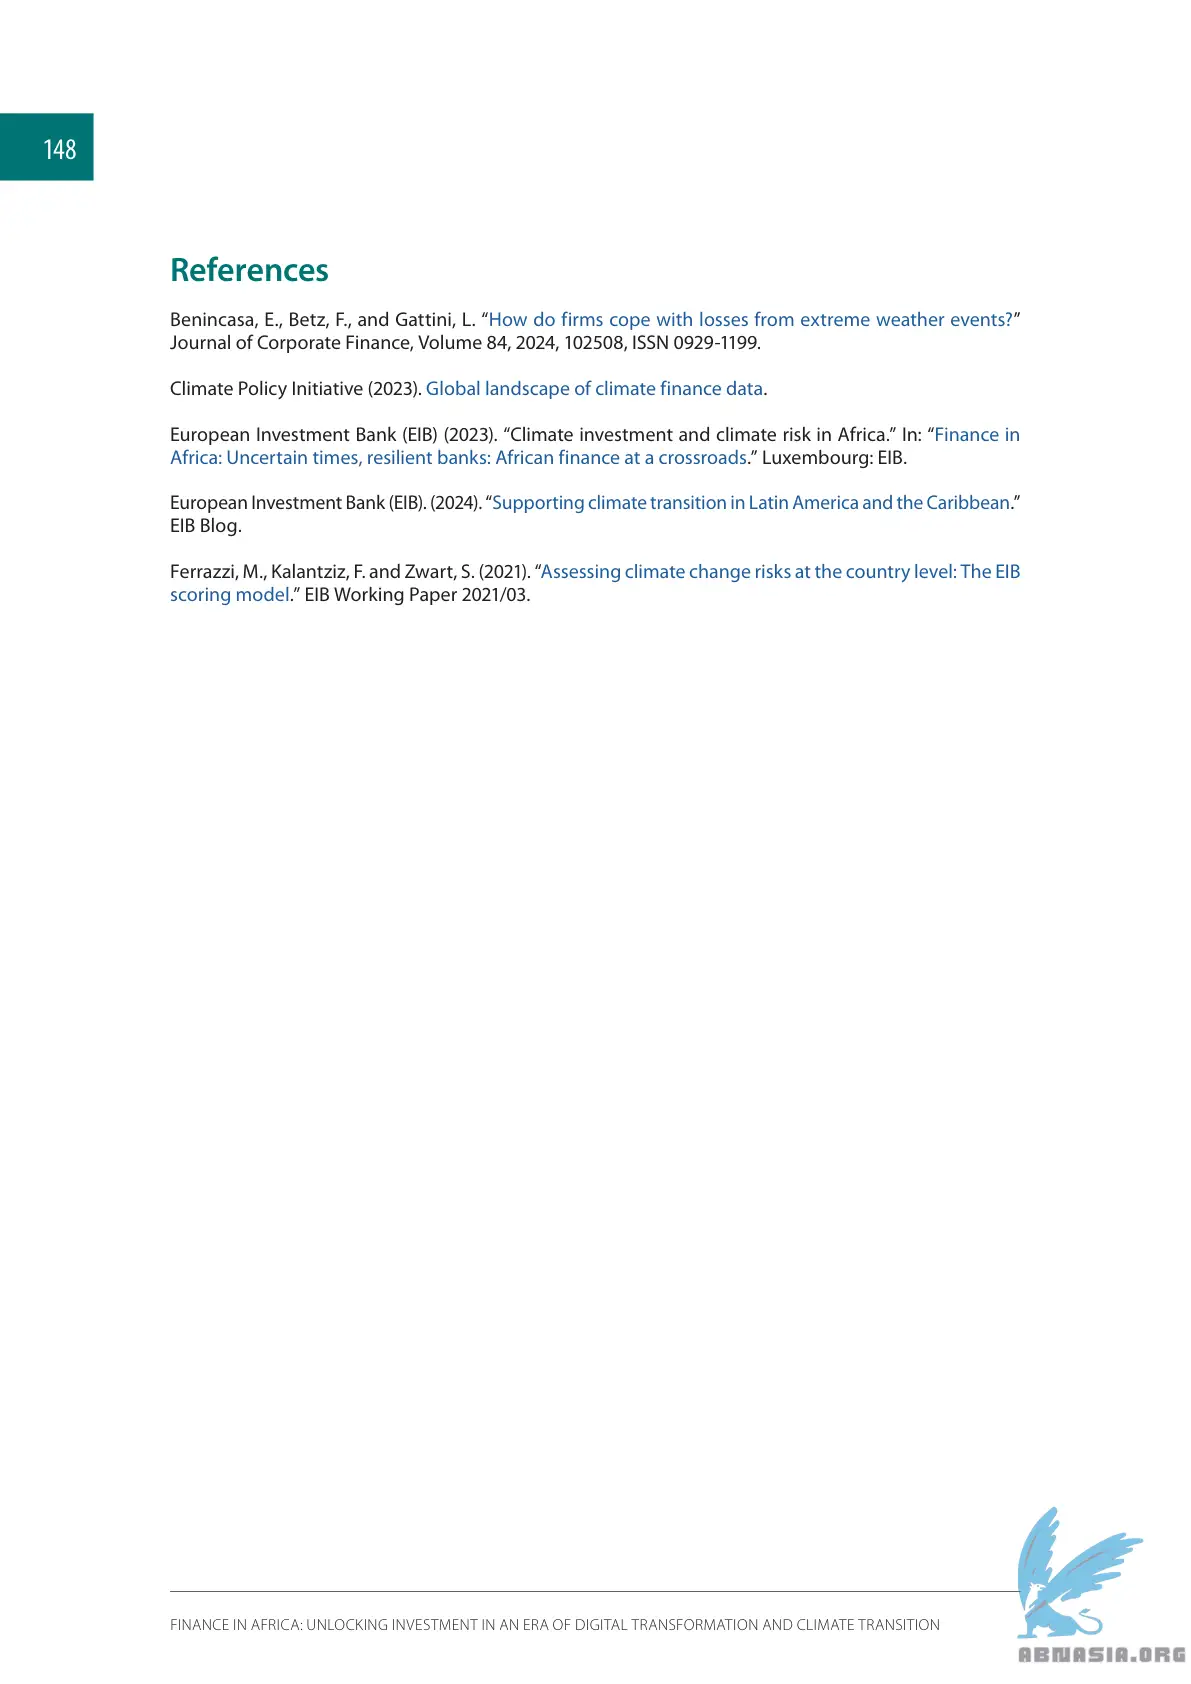 148
References
Benincasa, E., Betz, F., and Gattini, L. “How do firms cope with losses from extreme weather events?”
Journal of Corporate Finance, Volume 84, 2024, 102508, ISSN 0929-1199.
Climate Policy Initiative (2023). Global landscape of climate finance data.
European Investment Bank (EIB) (2023). “Climate investment and climate risk in Africa.” In: “Finance in
Africa: Uncertain times, resilient banks: African finance at a crossroads.” Luxembourg: EIB.
European Investment Bank (EIB). (2024). “Supporting climate transition in Latin America and the Caribbean.”
EIB Blog.
Ferrazzi, M., Kalantziz, F. and Zwart, S. (2021). “Assessing climate change risks at the country level: The EIB
scoring model.” EIB Working Paper 2021/03.
FINANCE IN AFRICA: UNLOCKING INVESTMENT IN AN ERA OF DIGITAL TRANSFORMATION AND CLIMATE TRANSITION
ABNASIA.ORG